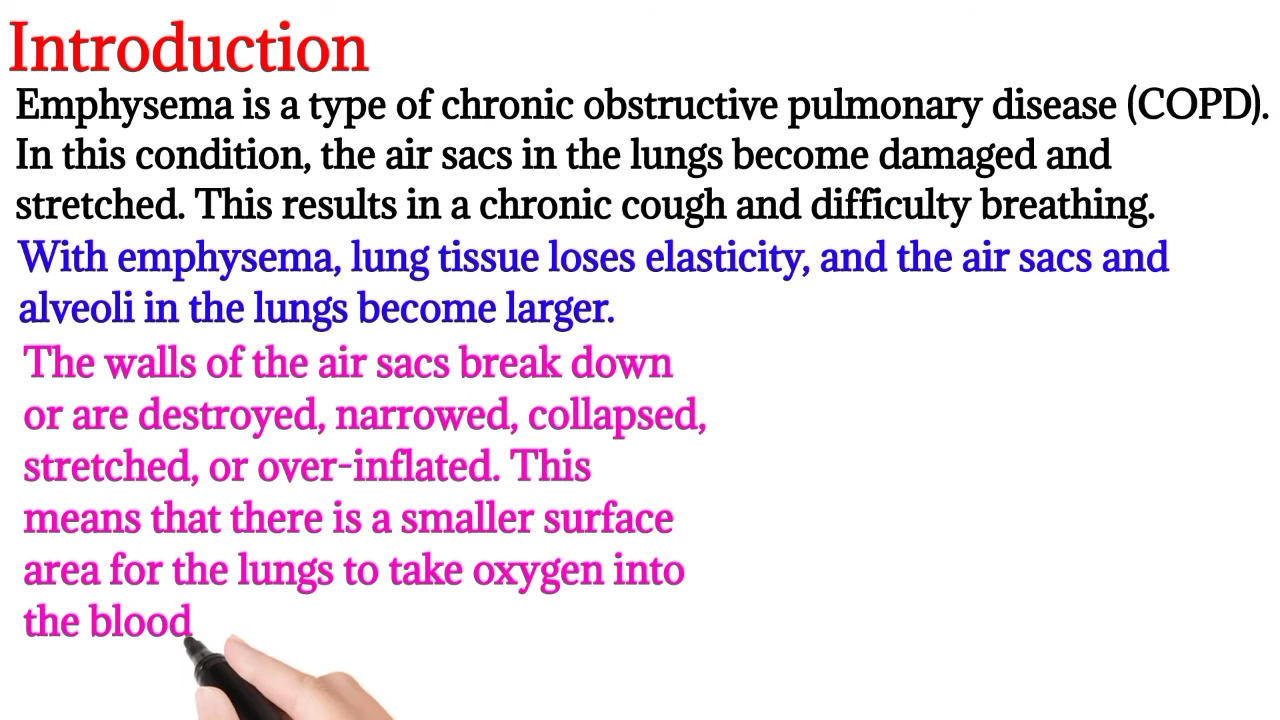 Introduction
Emphysema is a type of chronic obstructive pulmonary disease (COPD).
In this condition, the air sacs in the lungs become damaged and
stretched. This results in a chronic cough and difficulty breathing.
With emphysema, lung tissue loses elasticity, and the air sacs and
alveoli in the lungs become larger.
The walls of the air sacs break down
or are destroyed, narrowed, collapsed,
stretched, or over-inflated. This
means that there is a smaller surface
area for the lungs to take oxygen into
the blood